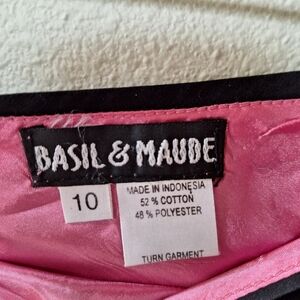 BASIL & MAUDE
10
MADE IN INDONESIA
52 % COTTON
48 % POLYESTER
TURN GARMENT